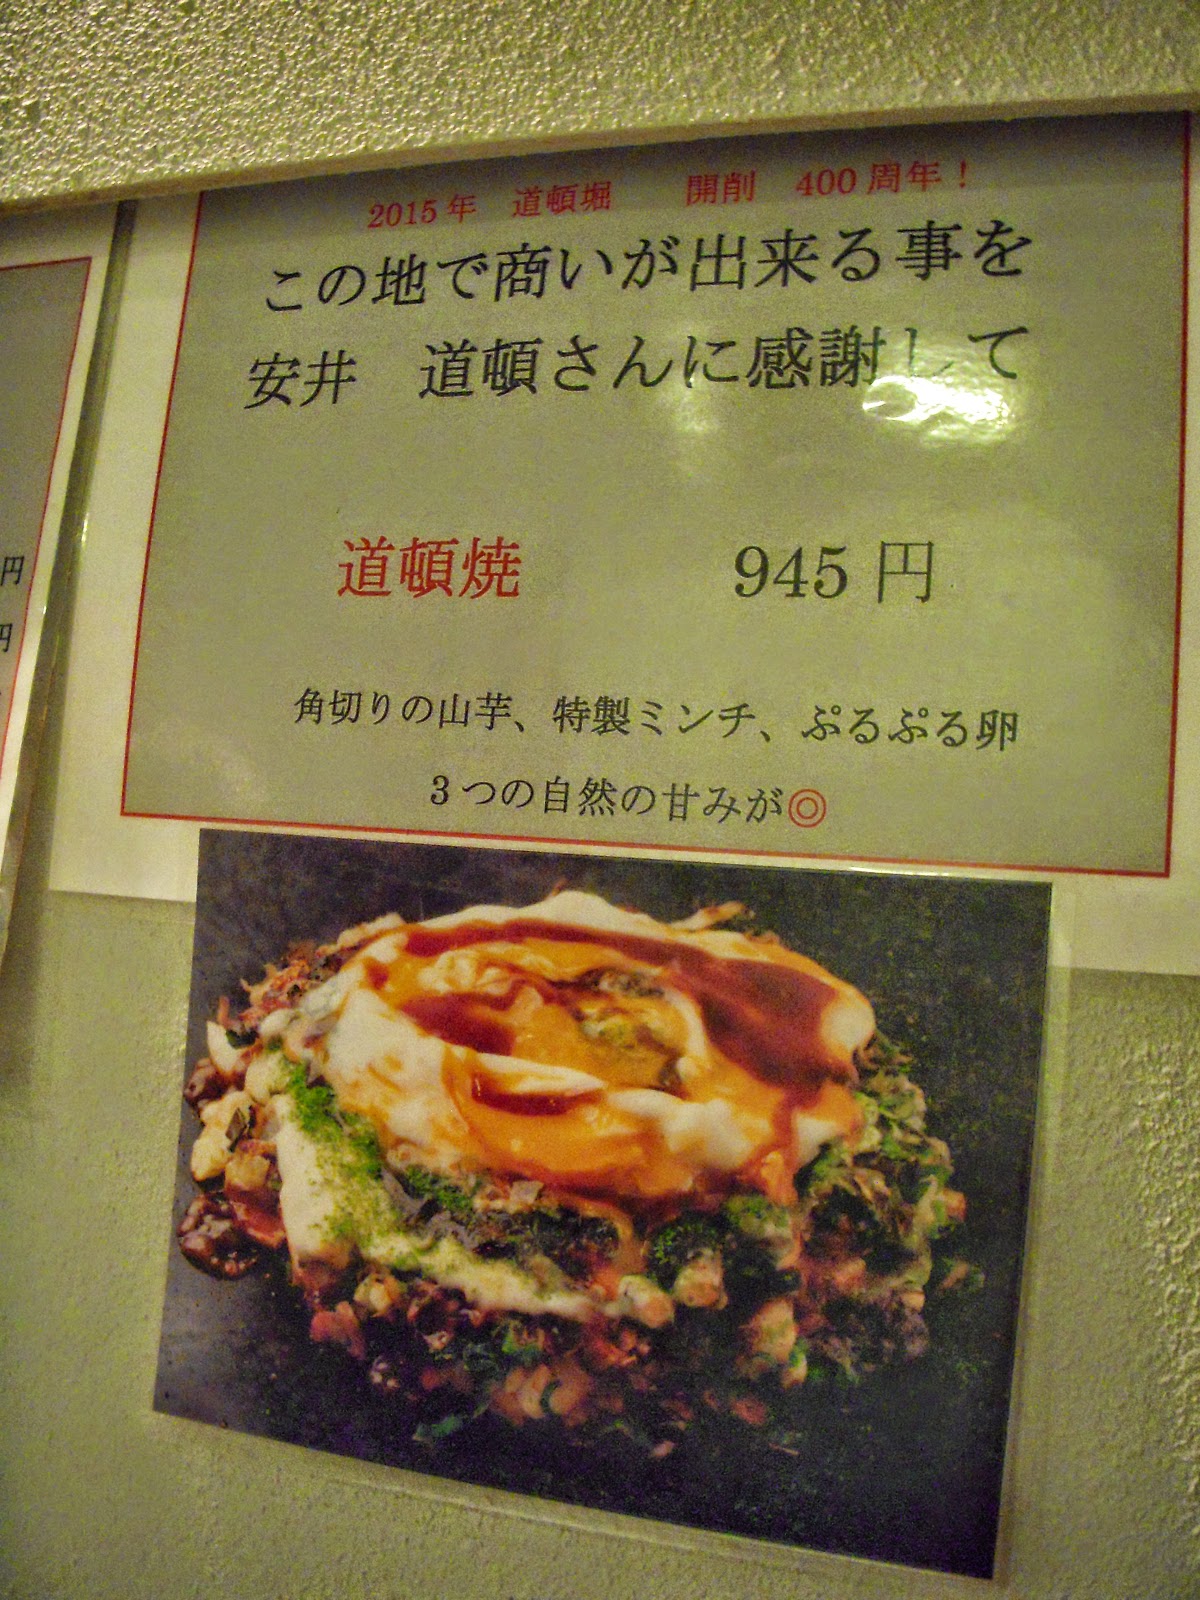 2015年 道頓堀 開削 400周年！
この地で商いが出来る事を
安井 道頓さんに感謝して
道頓焼 945円
角切りの山芋、特製ミンチ、ぷるぷる卵
3つの自然の甘みが◎
円
円